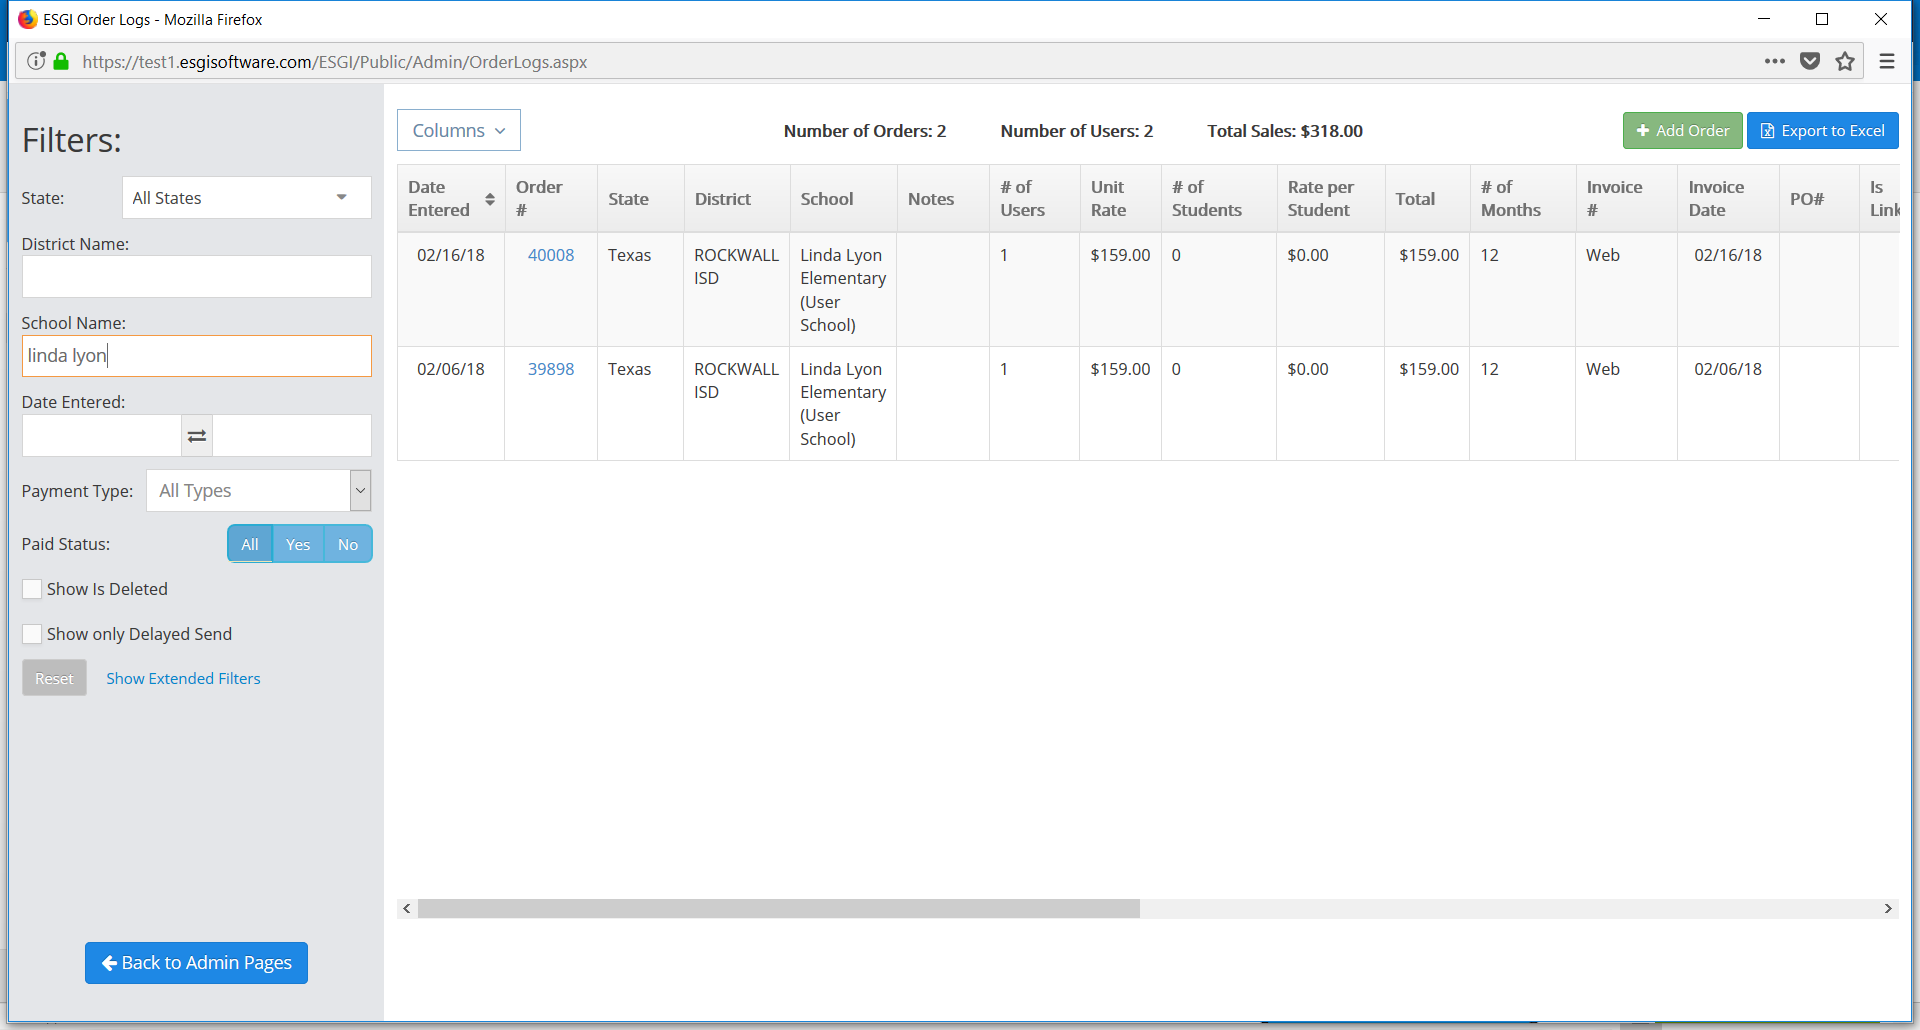 ESGI Order Logs - Mozilla Firefox
https://test1.esgisoftware.com/ESGI/Public/Admin/OrderLogs.aspx
Filters:
State: All States
District Name:
School Name:
linda lyon
Date Entered:
Payment Type: All Types
Paid Status: All Yes No
Show Is Deleted
Show only Delayed Send
Reset Show Extended Filters
Back to Admin Pages
Columns Number of Orders: 2 Number of Users: 2 Total Sales: $318.00 Add Order Export to Excel
Date Order # of Unit # of Rate per # of Invoice Invoice Is
Entered # State District School Notes Users Rate Students Student Total Months # Date PO# Link
02/16/18 40008 Texas ROCKWALL Linda Lyon 1 $159.00 0 $0.00 $159.00 12 Web 02/16/18
ISD Elementary
(User
School)
02/06/18 39898 Texas ROCKWALL Linda Lyon 1 $159.00 0 $0.00 $159.00 12 Web 02/06/18
ISD Elementary
(User
School)